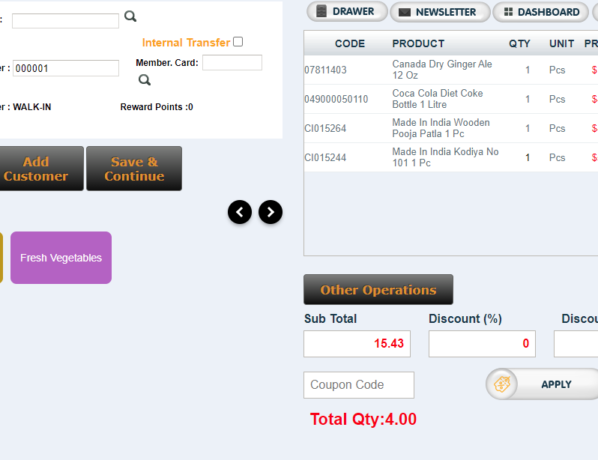 :
DRAWER NEWSLETTER DASHBOARD
Internal Transfer
er : 000001 Member. Card:
er : WALK-IN Reward Points :0
Add Customer
Save & Continue
Fresh Vegetables
CODE PRODUCT QTY UNIT PR
07811403 Canada Dry Ginger Ale 1 Pcs $
12 Oz
049000050110 Coca Cola Diet Coke 1 Pcs $
Bottle 1 Litre
CI015264 Made In India Wooden 1 Pcs $
Pooja Patla 1 Pc
CI015244 Made In India Kodiya No 1 Pcs $
101 1 Pc
Other Operations
Sub Total Discount (%) Discou
15.43 0
Coupon Code APPLY
Total Qty:4.00